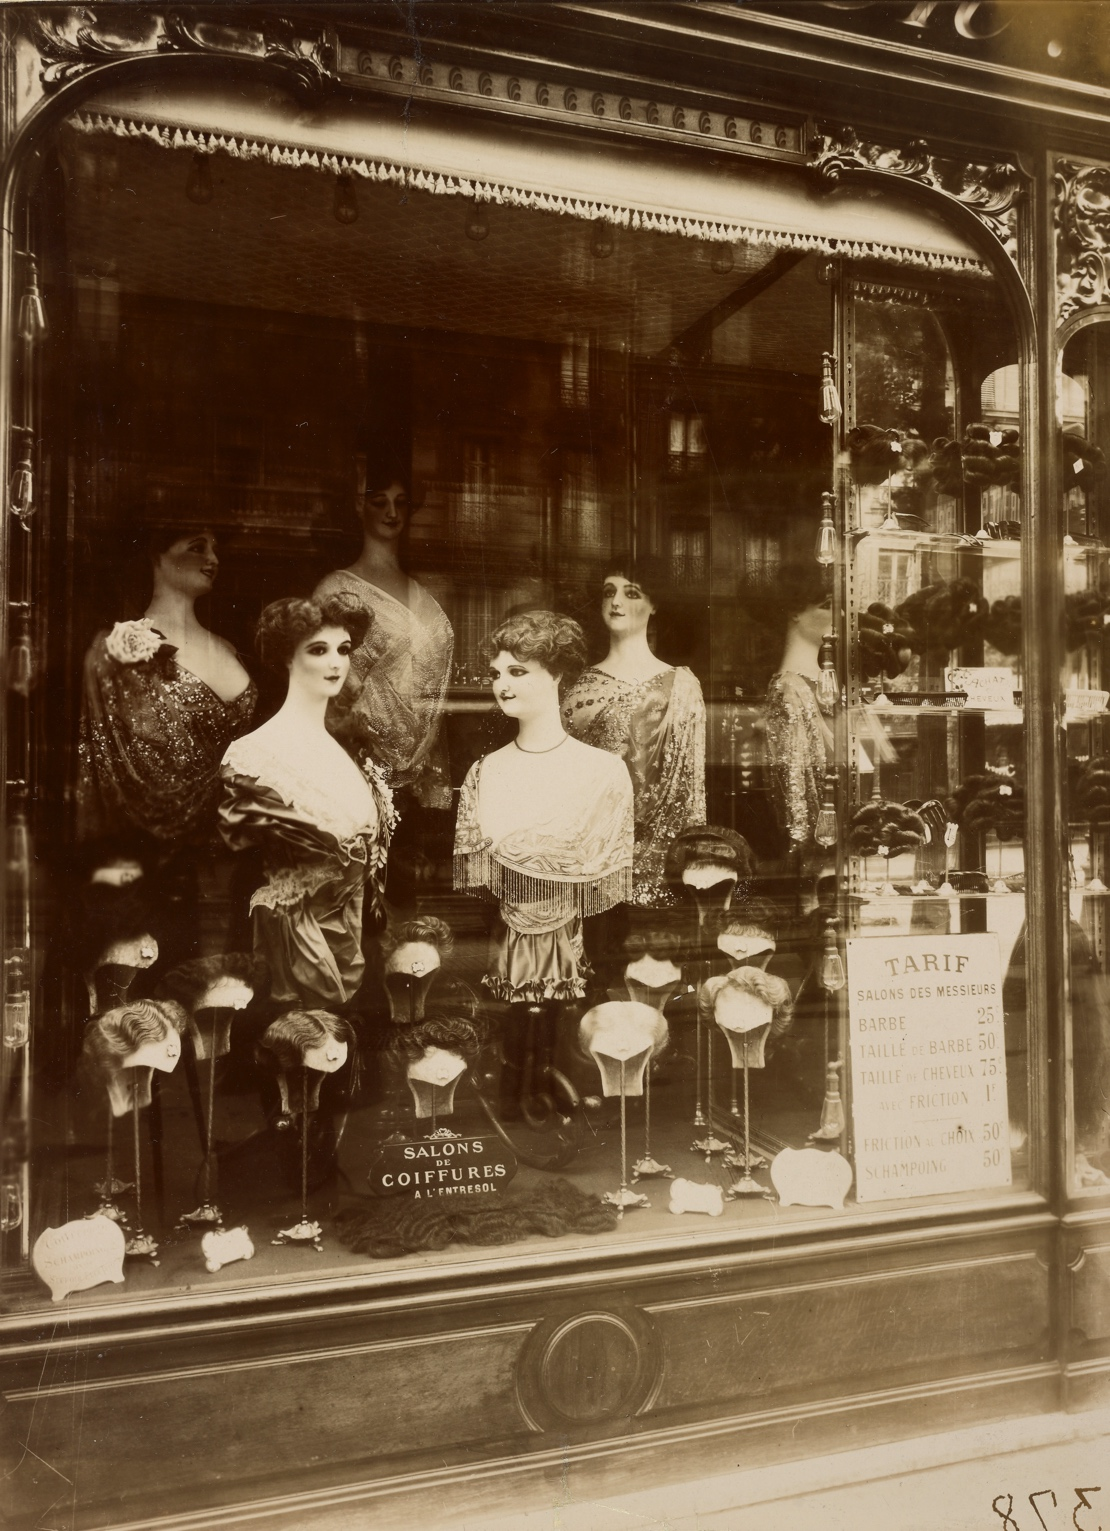 SALONS
DE
COIFFURES
A L'ENTRESOL
TARIF
SALONS DES MESSIEURS
BARBE 25
TAILLE DE BARBE 50
TAILLE DE CHEVEUX 75
AVEC FRICTION 1F
FRICTION AU CHOIX 50
SCHAMPOING 50
378